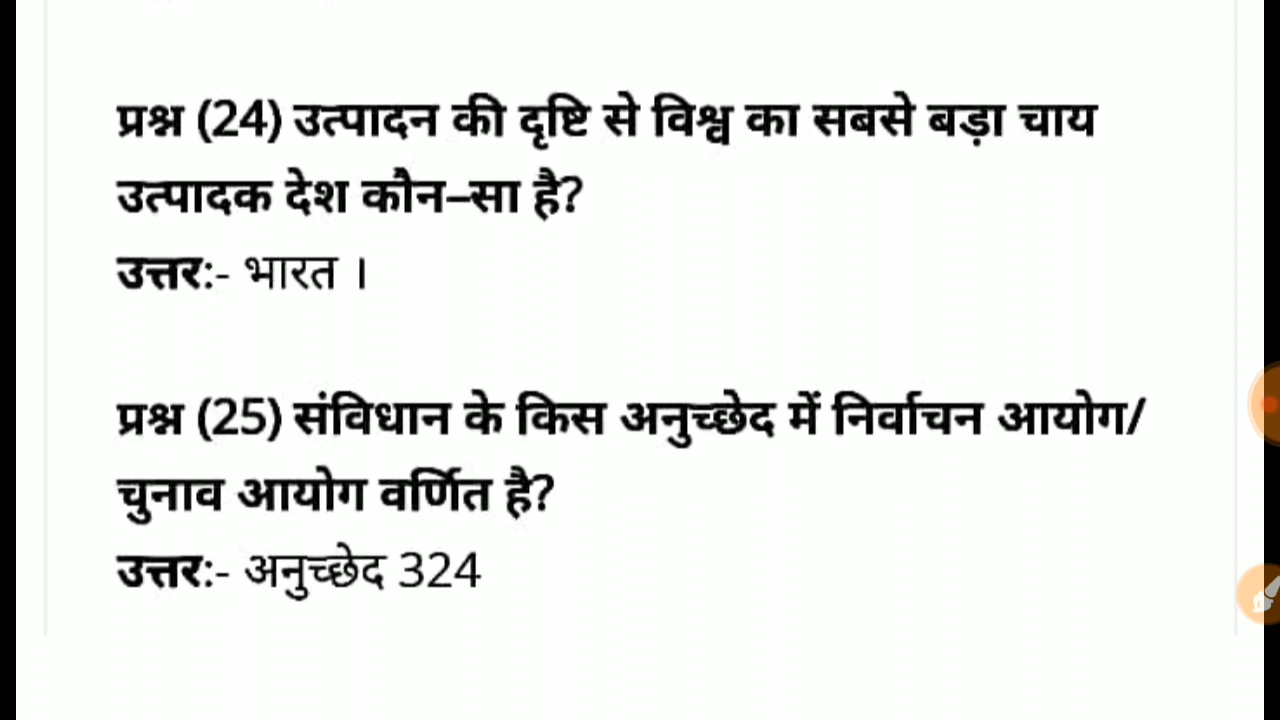 प्रश्न (24) उत्पादन की दृष्टि से विश्व का सबसे बड़ा चाय
उत्पादक देश कौन–सा है?
उत्तर:- भारत ।
प्रश्न (25) संविधान के किस अनुच्छेद में निर्वाचन आयोग/
चुनाव आयोग वर्णित है?
उत्तर:- अनुच्छेद 324